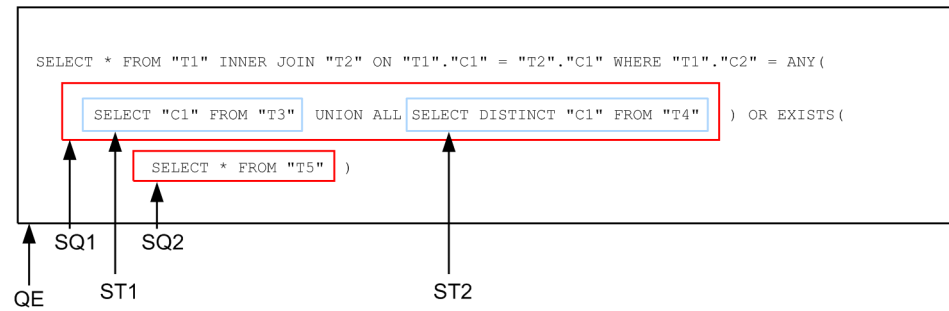 SELECT * FROM "T1" INNER JOIN "T2" ON "T1"."C1" = "T2"."C1" WHERE "T1"."C2" = ANY(
SELECT "C1" FROM "T3" UNION ALL SELECT DISTINCT "C1" FROM "T4" ) OR EXISTS(
SELECT * FROM "T5" )
SQ1 SQ2
QE ST1 ST2